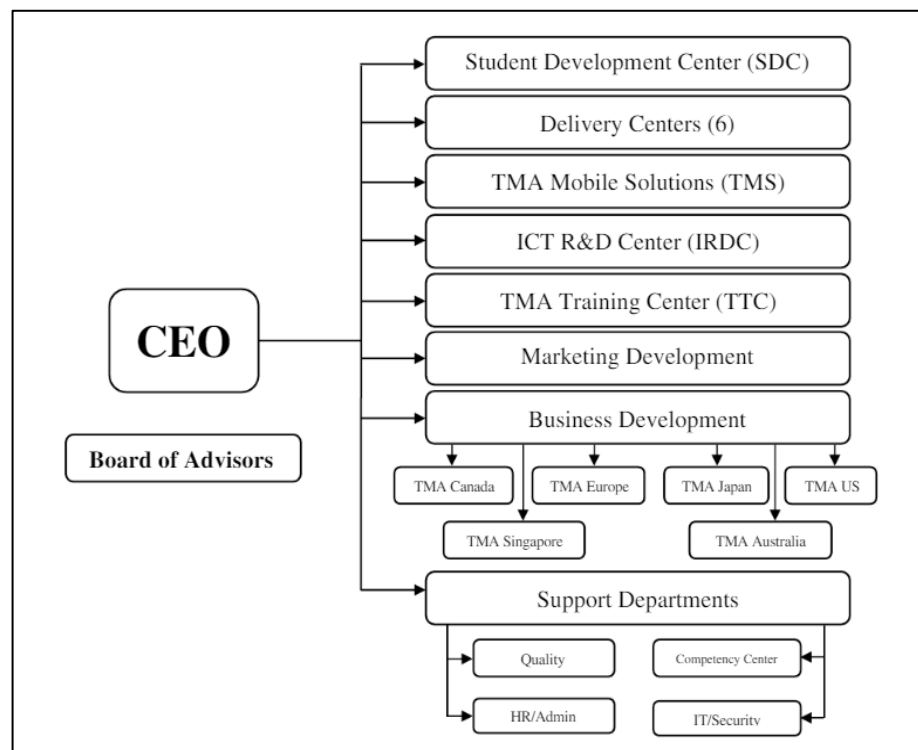 Student Development Center (SDC)
Delivery Centers (6)
TMA Mobile Solutions (TMS)
ICT R&D Center (IRDC)
TMA Training Center (TTC)
CEO
Marketing Development
Business Development
Board of Advisors
TMA Canada
TMA Europe
TMA Japan
TMA US
TMA Singapore
TMA Australia
Support Departments
Quality
Competency Center
HR/Admin
IT/Security